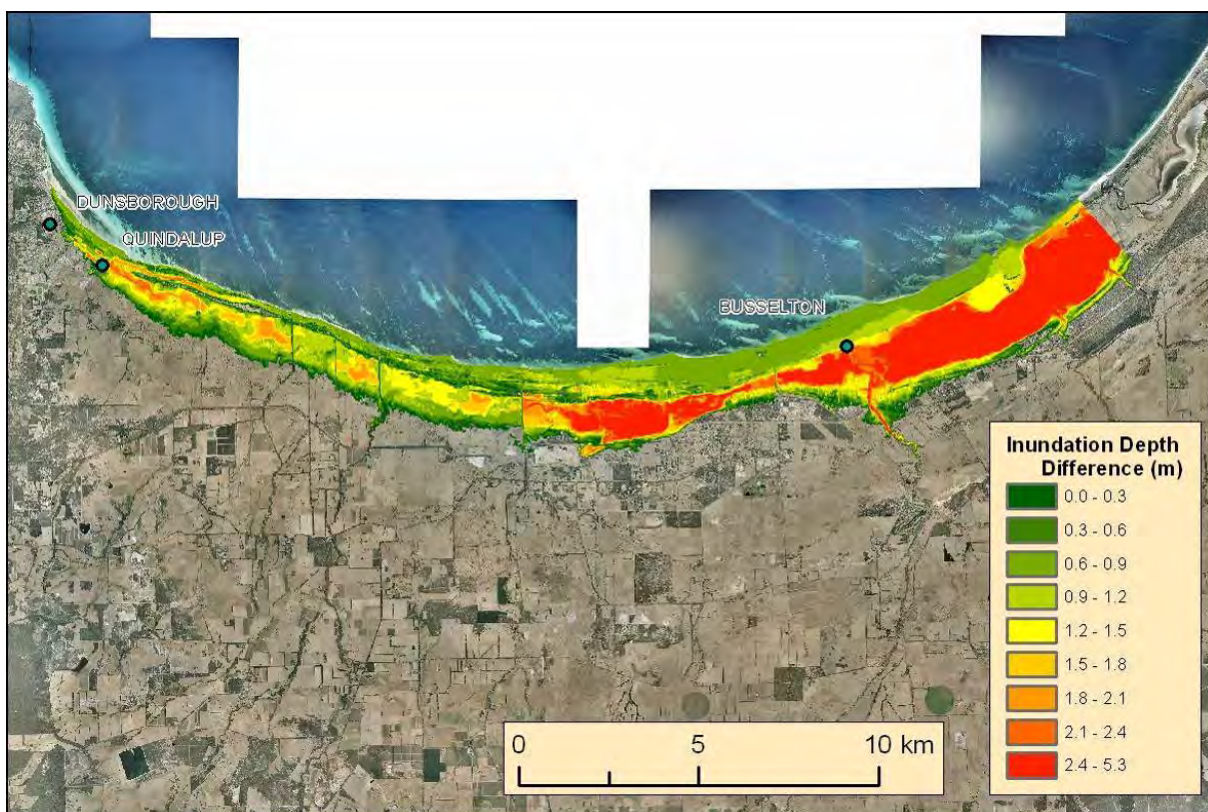 DUNSBOROUGH
QUINDALUP
BUSSELTON
Inundation Depth
Difference (m)
0.0 - 0.3
0.3 - 0.6
0.6 - 0.9
0.9 - 1.2
1.2 - 1.5
1.5 - 1.8
1.8 - 2.1
2.1 - 2.4
2.4 - 5.3
0 5 10 km